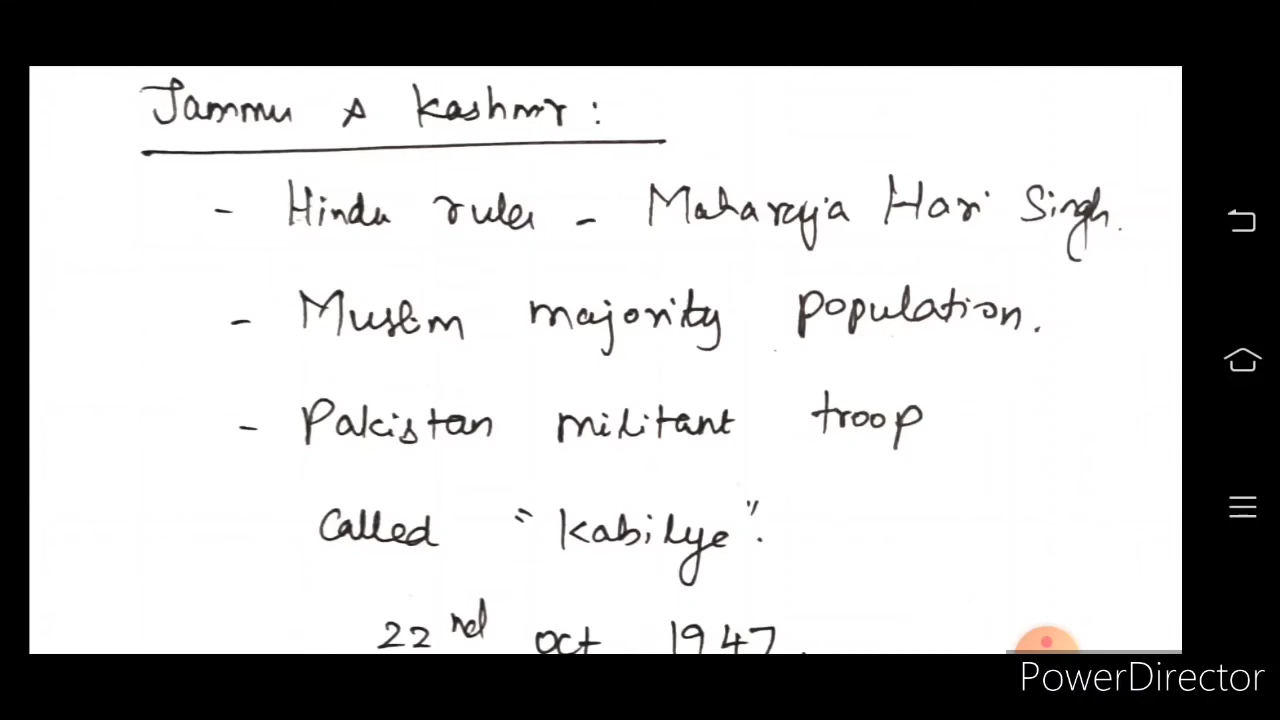 Jammu & Kashmir:
- Hindu ruler - Maharaja Hari Singh.
- Muslim majority population.
- Pakistan militant troop
called "Kabilye".
22nd Oct 1947.
PowerDirector